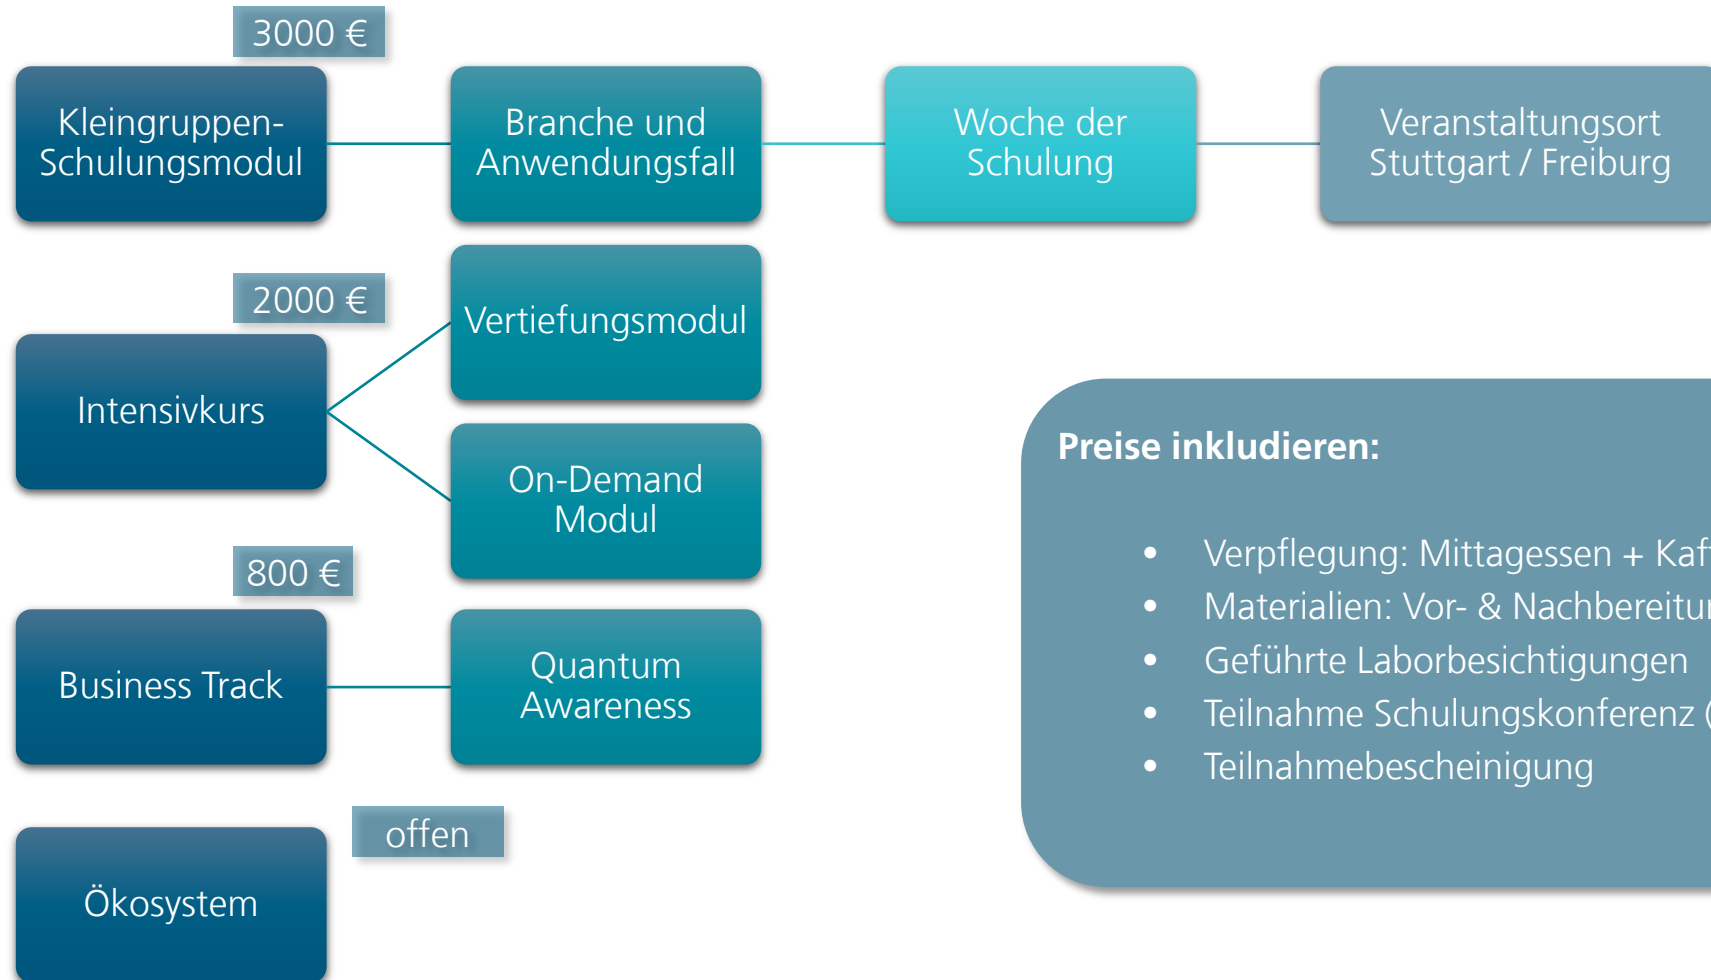 3000 €
Kleingruppen-
Schulungsmodul
Branche und
Anwendungsfall
Woche der
Schulung
Veranstaltungsort
Stuttgart / Freiburg
2000 €
Intensivkurs
Vertiefungsmodul
On-Demand
Modul
800 €
Business Track
Quantum
Awareness
offen
Ökosystem
Preise inkludieren:
• Verpflegung: Mittagessen +
• Materialien: Vor- &
• Geführte Laborbesichtigungen
• Teilnahme Schulungskonferenz (
• Teilnahmebescheinigung